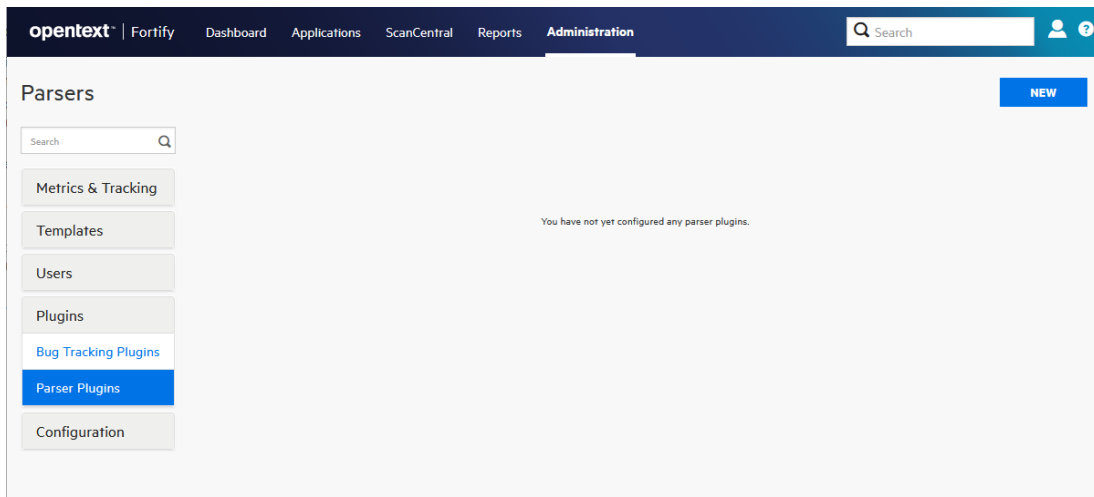 opentext™ | Fortify Dashboard Applications ScanCentral Reports Administration Search ?
Parsers NEW
Search
Metrics & Tracking
You have not yet configured any parser plugins.
Templates
Users
Plugins
Bug Tracking Plugins
Parser Plugins
Configuration